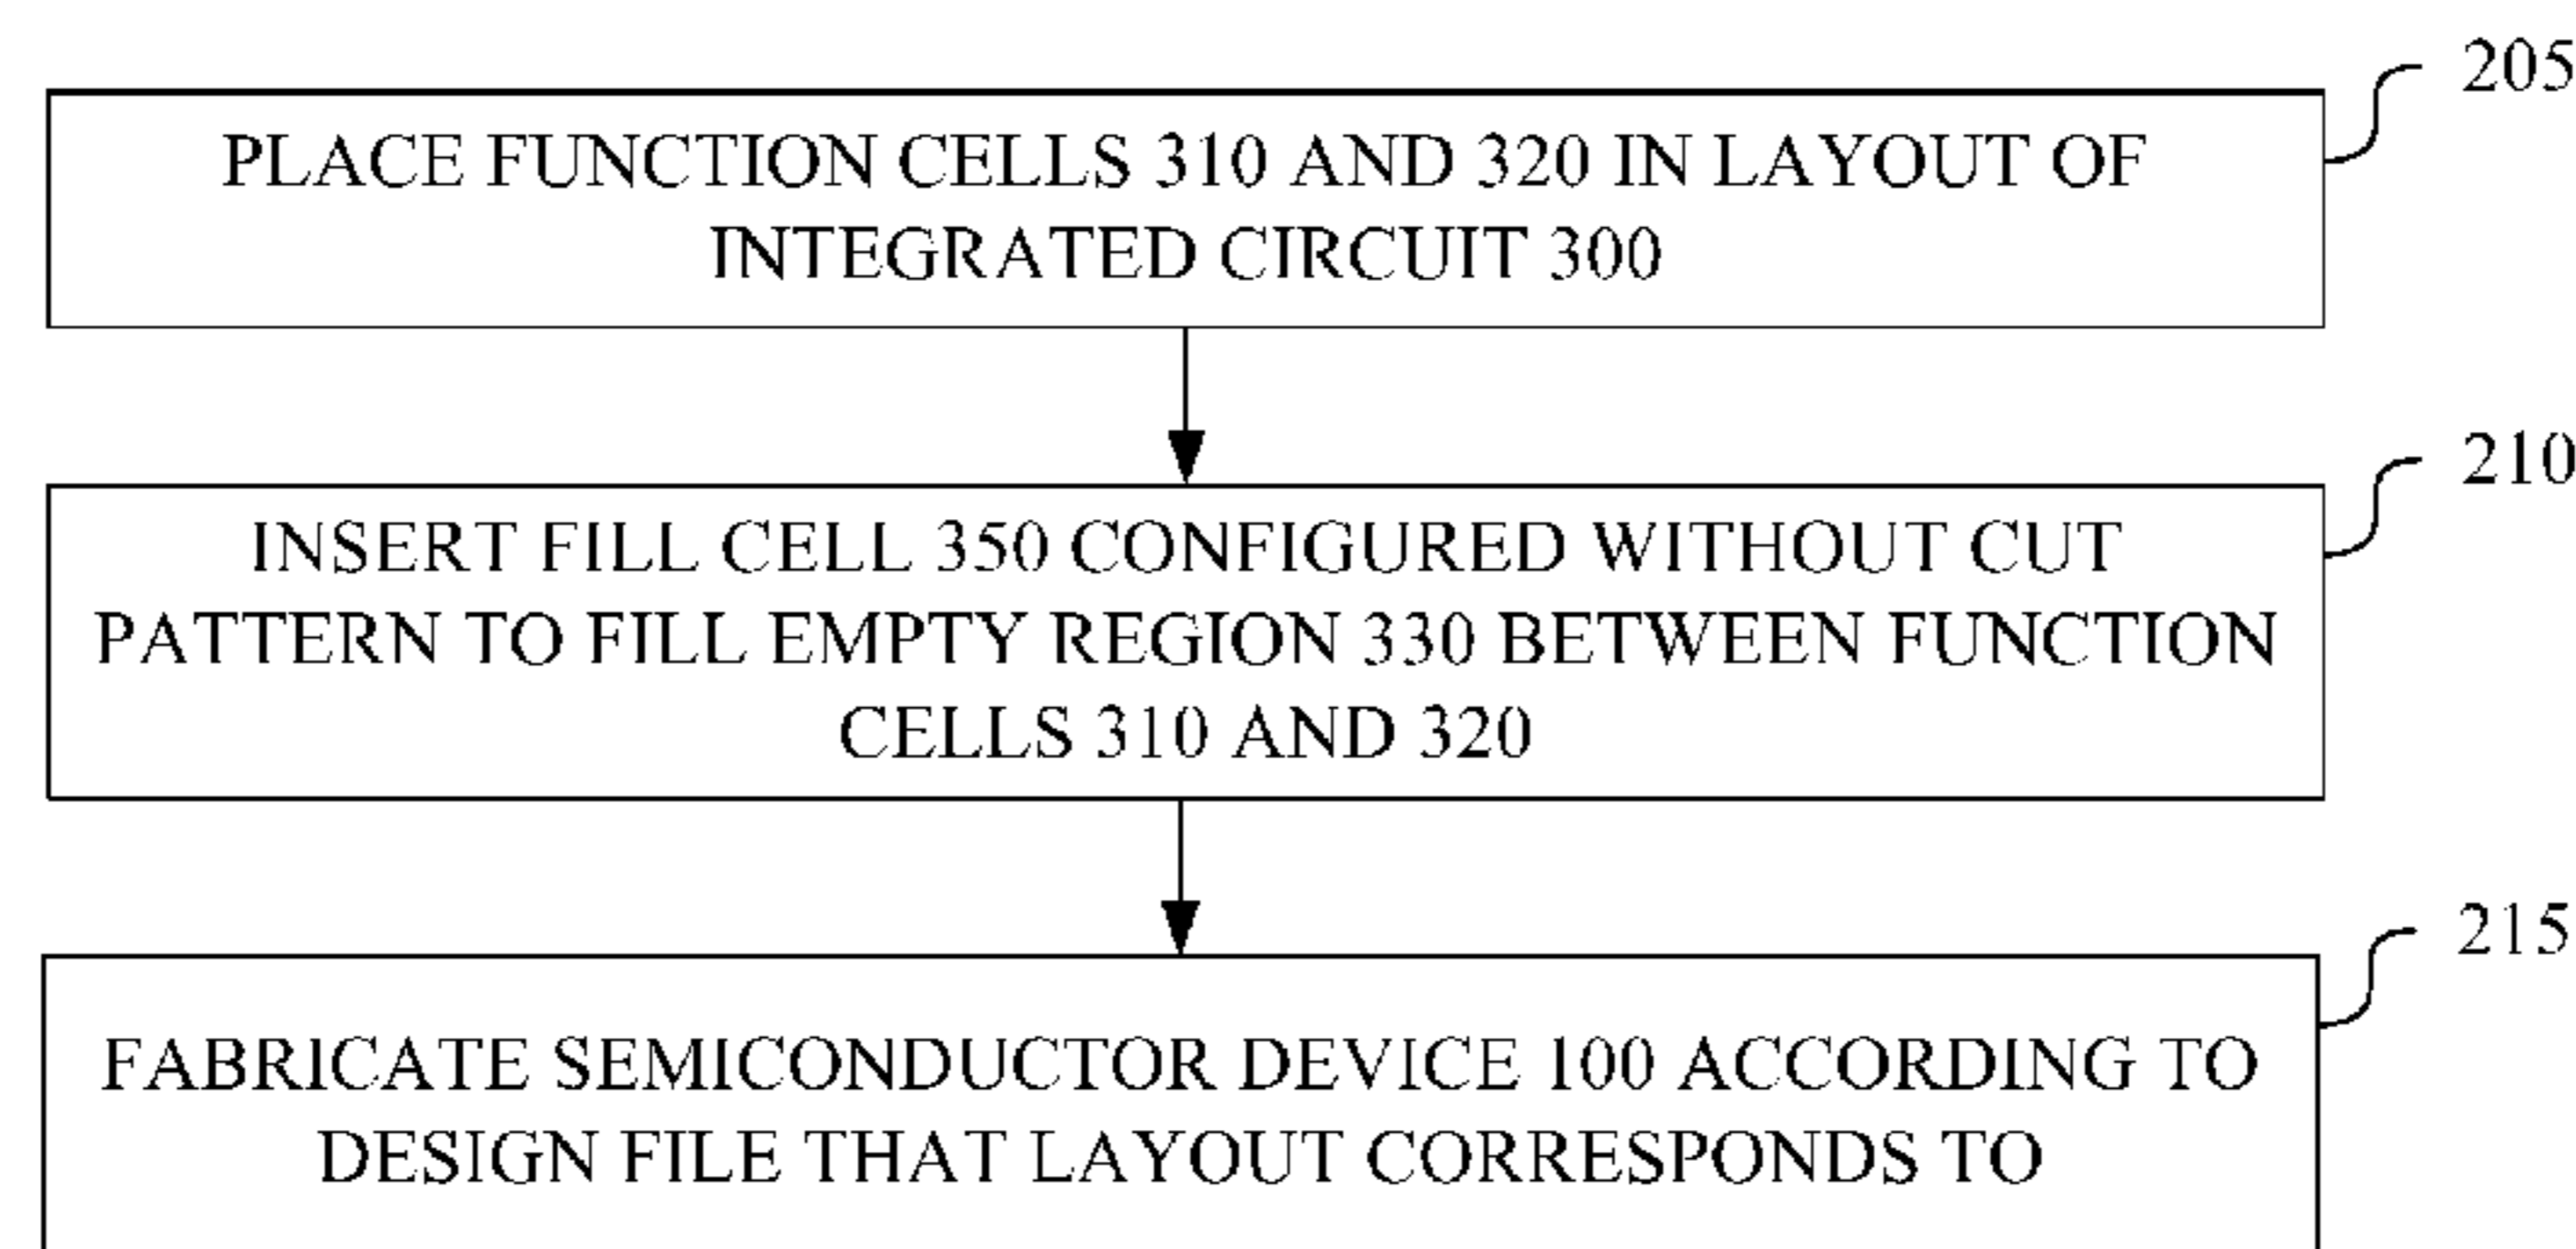 205
PLACE FUNCTION CELLS 310 AND 320 IN LAYOUT OF
INTEGRATED CIRCUIT 300
210
INSERT FILL CELL 350 CONFIGURED WITHOUT CUT
PATTERN TO FILL EMPTY REGION 330 BETWEEN FUNCTION
CELLS 310 AND 320
215
FABRICATE SEMICONDUCTOR DEVICE 100 ACCORDING TO
DESIGN FILE THAT LAYOUT CORRESPONDS TO